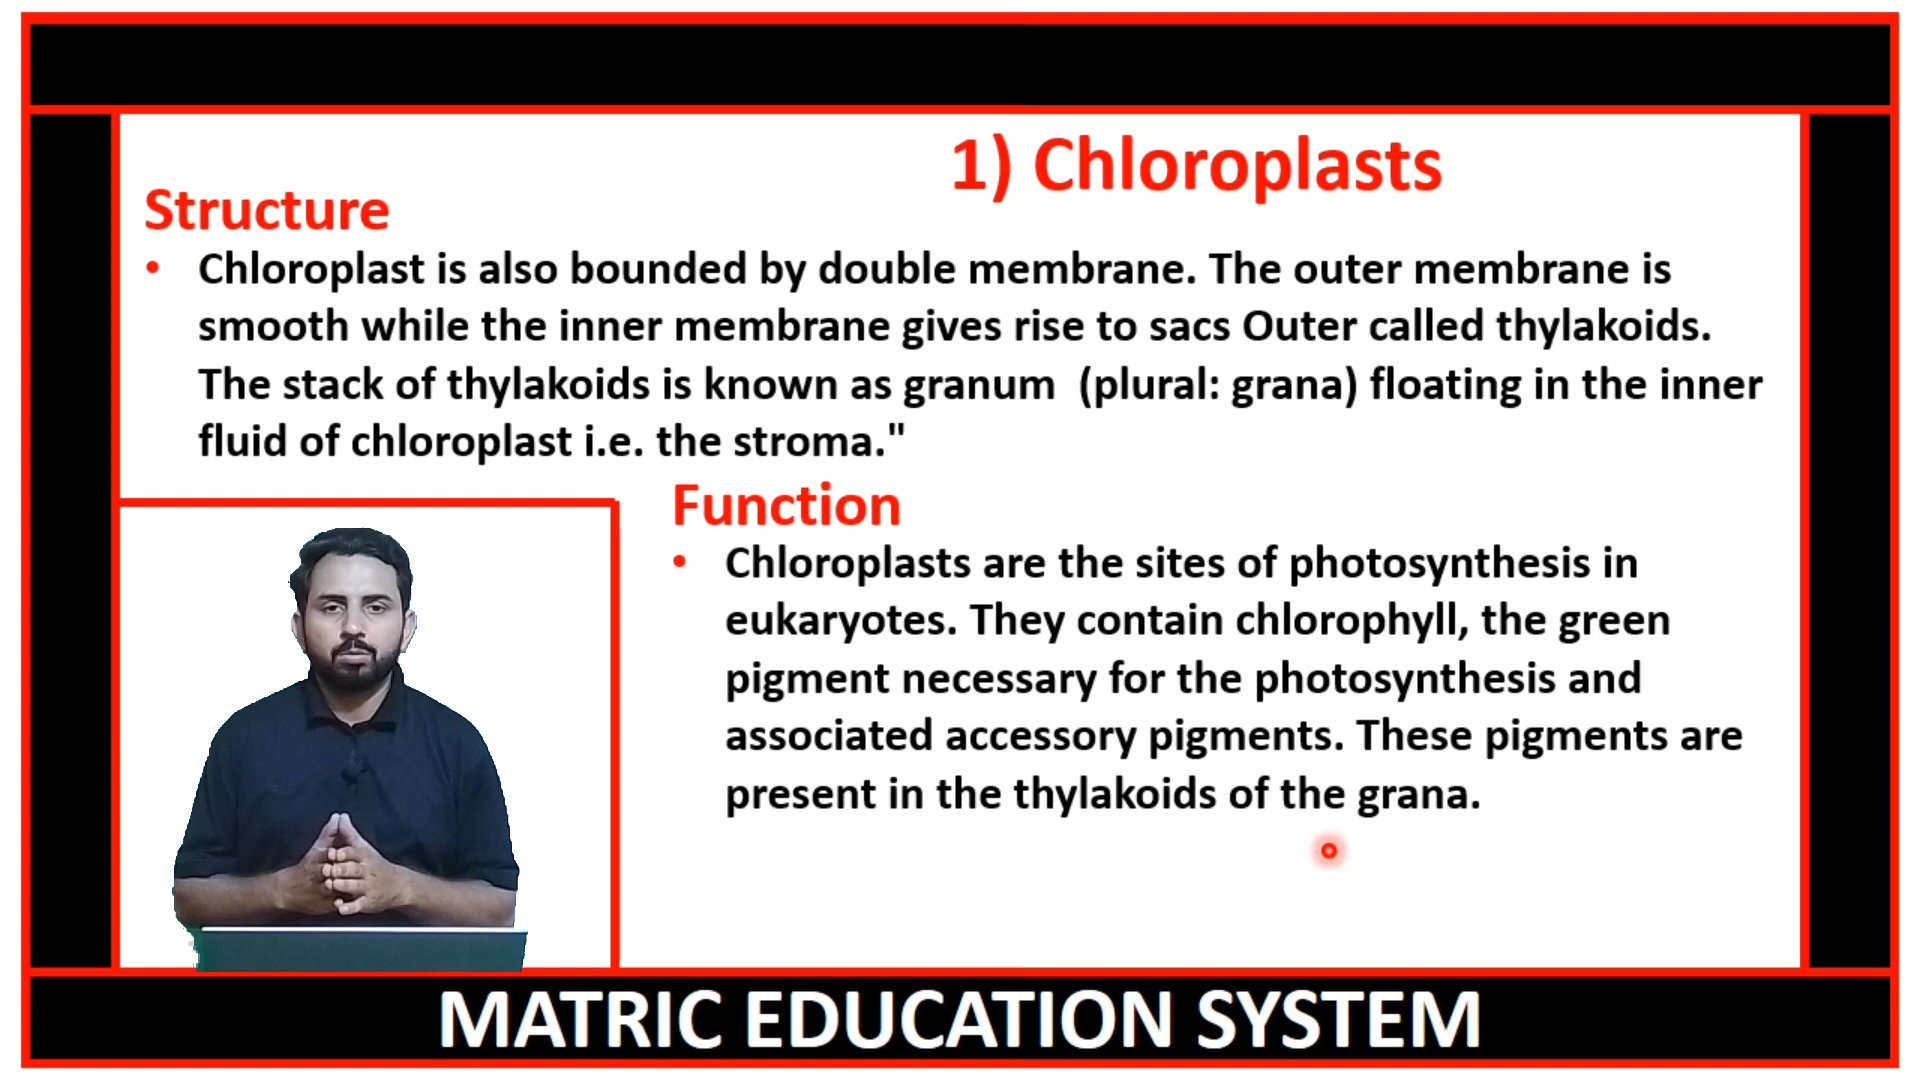 1) Chloroplasts
Structure
• Chloroplast is also bounded by double membrane. The outer membrane is
smooth while the inner membrane gives rise to sacs Outer called thylakoids.
The stack of thylakoids is known as granum (plural: grana) floating in the inner
fluid of chloroplast i.e. the stroma."
Function
• Chloroplasts are the sites of photosynthesis in
eukaryotes. They contain chlorophyll, the green
pigment necessary for the photosynthesis and
associated accessory pigments. These pigments are
present in the thylakoids of the grana.
MATRIC EDUCATION SYSTEM